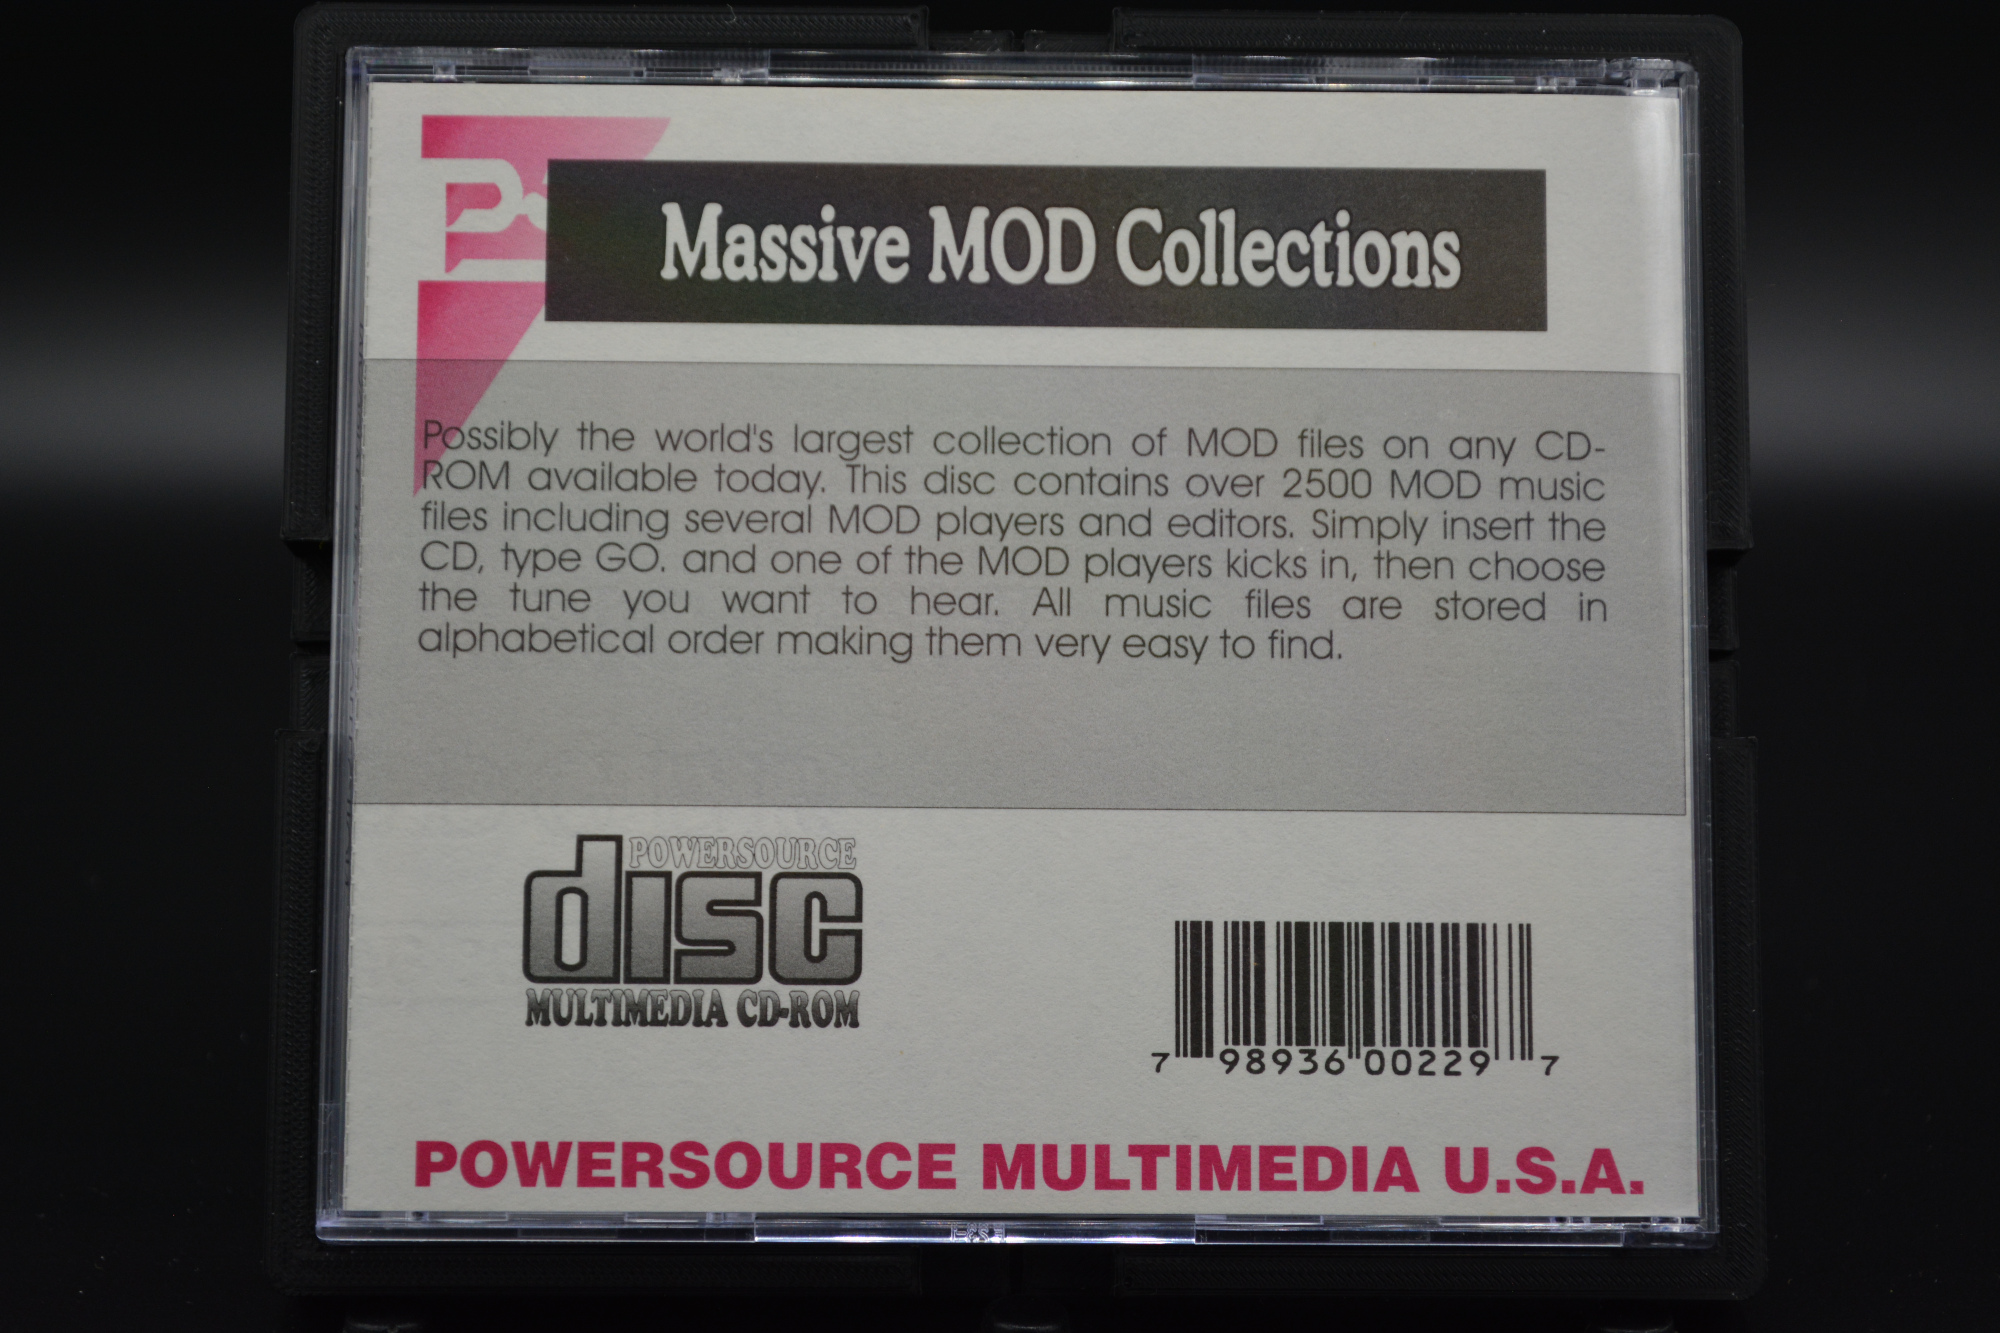 Massive MOD Collections
Possibly the world's largest collection of MOD files on any CD-
ROM available today. This disc contains over 2500 MOD music
files including several MOD players and editors. Simply insert the
CD, type GO. and one of the MOD players kicks in, then choose
the tune you want to hear. All music files are stored in
alphabetical order making them very easy to find.
POWERSOURCE
disc
MULTIMEDIA CD-ROM
7 98936 00229 7
POWERSOURCE MULTIMEDIA U.S.A.